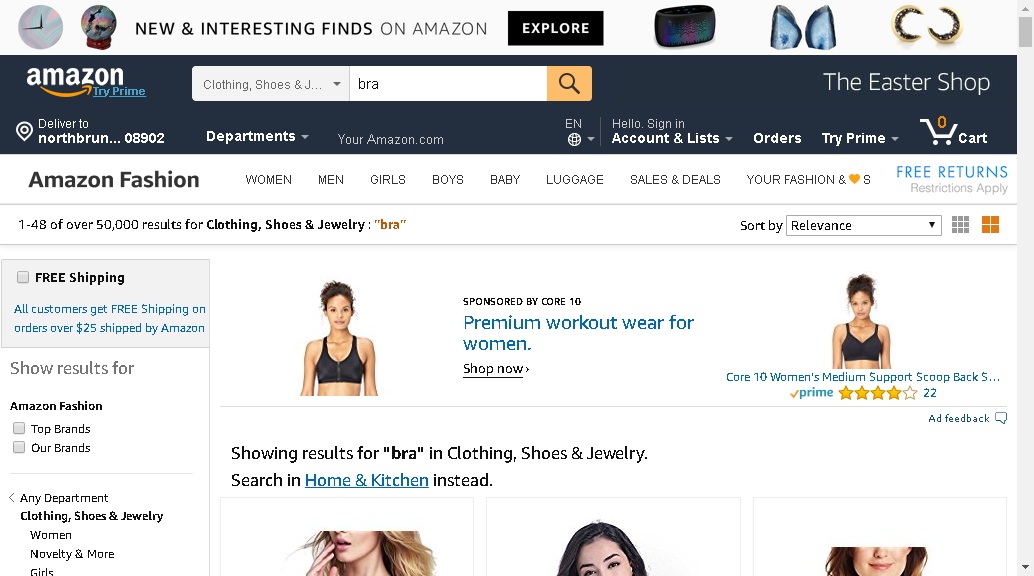 NEW & INTERESTING FINDS ON AMAZON EXPLORE
amazon
Try Prime
Clothing, Shoes & J...
bra
The Easter Shop
Deliver to
northbrun... 08902
Departments
Your Amazon.com
EN
Hello. Sign in
Account & Lists
Orders
Try Prime
0
Cart
Amazon Fashion
WOMEN MEN GIRLS BOYS BABY LUGGAGE SALES & DEALS YOUR FASHION & 🧡 S
FREE RETURNS
Restrictions Apply
1-48 of over 50,000 results for Clothing, Shoes & Jewelry : "bra"
Sort by Relevance
FREE Shipping
All customers get FREE Shipping on
orders over $25 shipped by Amazon
Show results for
Amazon Fashion
Top Brands
Our Brands
Any Department
Clothing, Shoes & Jewelry
Women
Novelty & More
Girls
SPONSORED BY CORE 10
Premium workout wear for
women.
Shop now ›
Core 10 Women's Medium Support Scoop Back S...
prime 22
Ad feedback
Showing results for "bra" in Clothing, Shoes & Jewelry.
Search in Home & Kitchen instead.